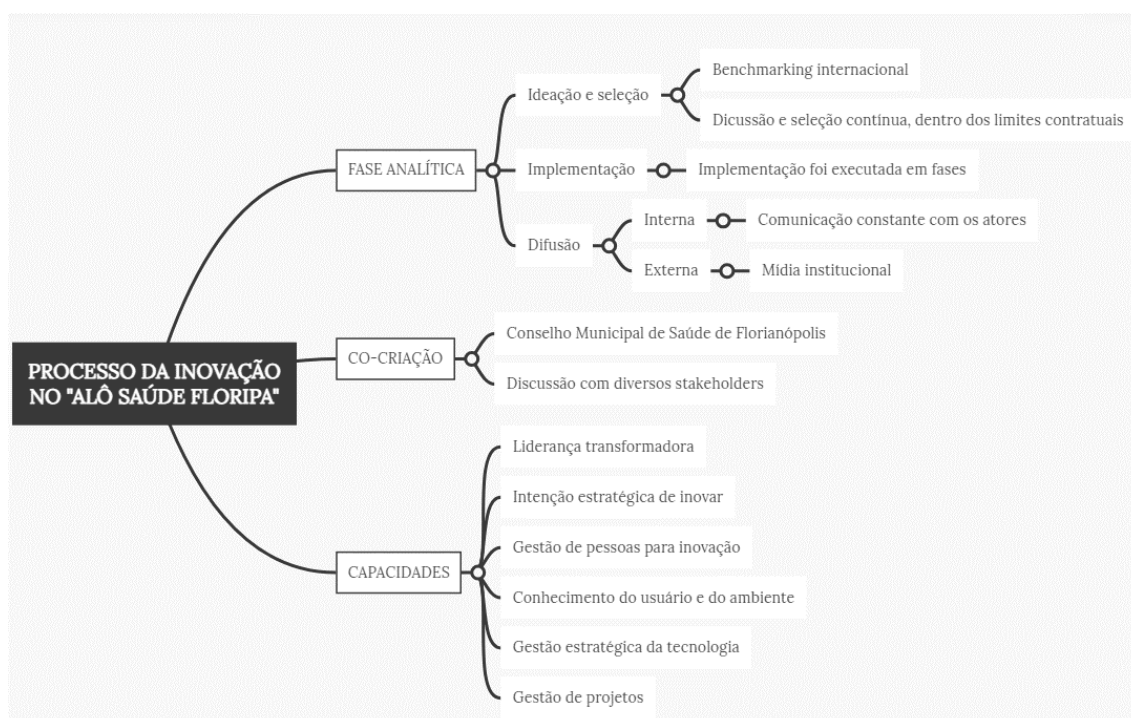 Benchmarking internacional
Ideação e seleção
Dicussão e seleção contínua, dentro dos limites contratuais
FASE ANALÍTICA
Implementação
Implementação foi executada em fases
Interna
Comunicação constante com os atores
Difusão
Externa
Mídia institucional
PROCESSO DA INOVAÇÃO
NO "ALÔ SAÚDE FLORIPA"
CO-CRIAÇÃO
Conselho Municipal de Saúde de Florianópolis
Discussão com diversos stakeholders
CAPACIDADES
Liderança transformadora
Intenção estratégica de inovar
Gestão de pessoas para inovação
Conhecimento do usuário e do ambiente
Gestão estratégica da tecnologia
Gestão de projetos